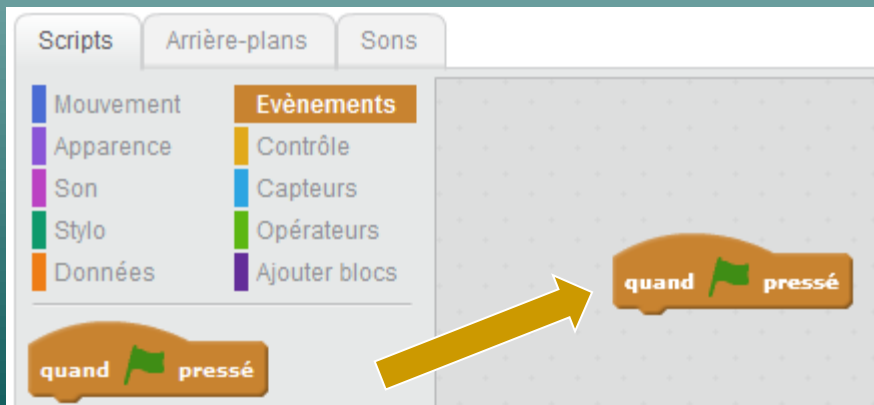 Scripts
Arrière-plans
Sons
Mouvement
Evènements
Apparence
Contrôle
Son
Capteurs
Stylo
Opérateurs
Données
Ajouter blocs
quand pressé
quand pressé